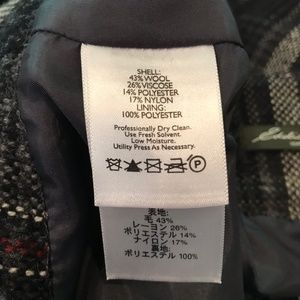 SHELL:
43% WOOL
26% VISCOSE
14% POLYESTER
17% NYLON
LINING:
100% POLYESTER
Professionally Dry Clean.
Use Fresh Solvent.
Low Moisture.
Utility Press As Necessary.
P
表地:
毛 43%
レーヨン 26%
ポリエステル 14%
ナイロン 17%
裏地:
ポリエステル 100%